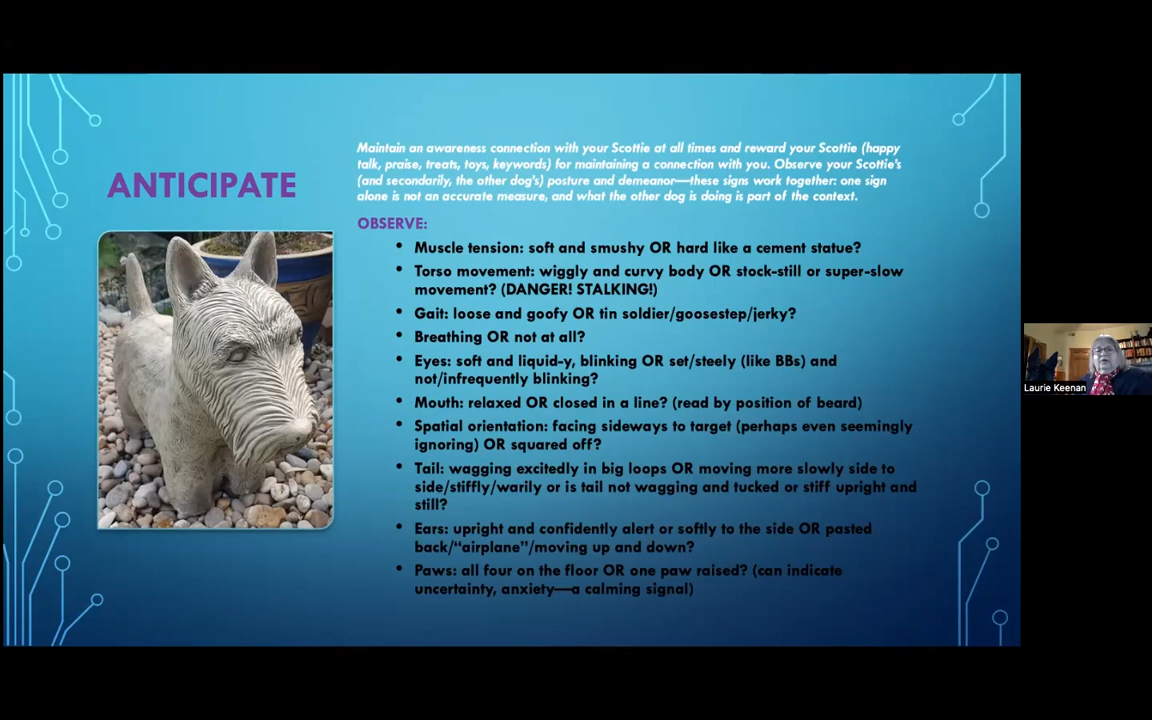 ANTICIPATE
Maintain an awareness connection with your Scottie at all times and reward your Scottie (happy
talk, praise, treats, toys, keywords) for maintaining a connection with you. Observe your Scottie's
(and secondarily, the other dog's) posture and demeanor—these signs work together: one sign
alone is not an accurate measure, and what the other dog is doing is part of the context.
OBSERVE:
• Muscle tension: soft and smushy OR hard like a cement statue?
• Torso movement: wiggly and curvy body OR stock-still or super-slow
movement? (DANGER! STALKING!)
• Gait: loose and goofy OR tin soldier/goosestep/jerky?
• Breathing OR not at all?
• Eyes: soft and liquid-y, blinking OR set/steely (like BBs) and
not/infrequently blinking?
• Mouth: relaxed OR closed in a line? (read by position of beard)
• Spatial orientation: facing sideways to target (perhaps even seemingly
ignoring) OR squared off?
• Tail: wagging excitedly in big loops OR moving more slowly side to
side/stiffly/warily or is tail not wagging and tucked or stiff upright and
still?
• Ears: upright and confidently alert or softly to the side OR pasted
back/“airplane”/moving up and down?
• Paws: all four on the floor OR one paw raised? (can indicate
uncertainty, anxiety—a calming signal)
Laurie Keenan